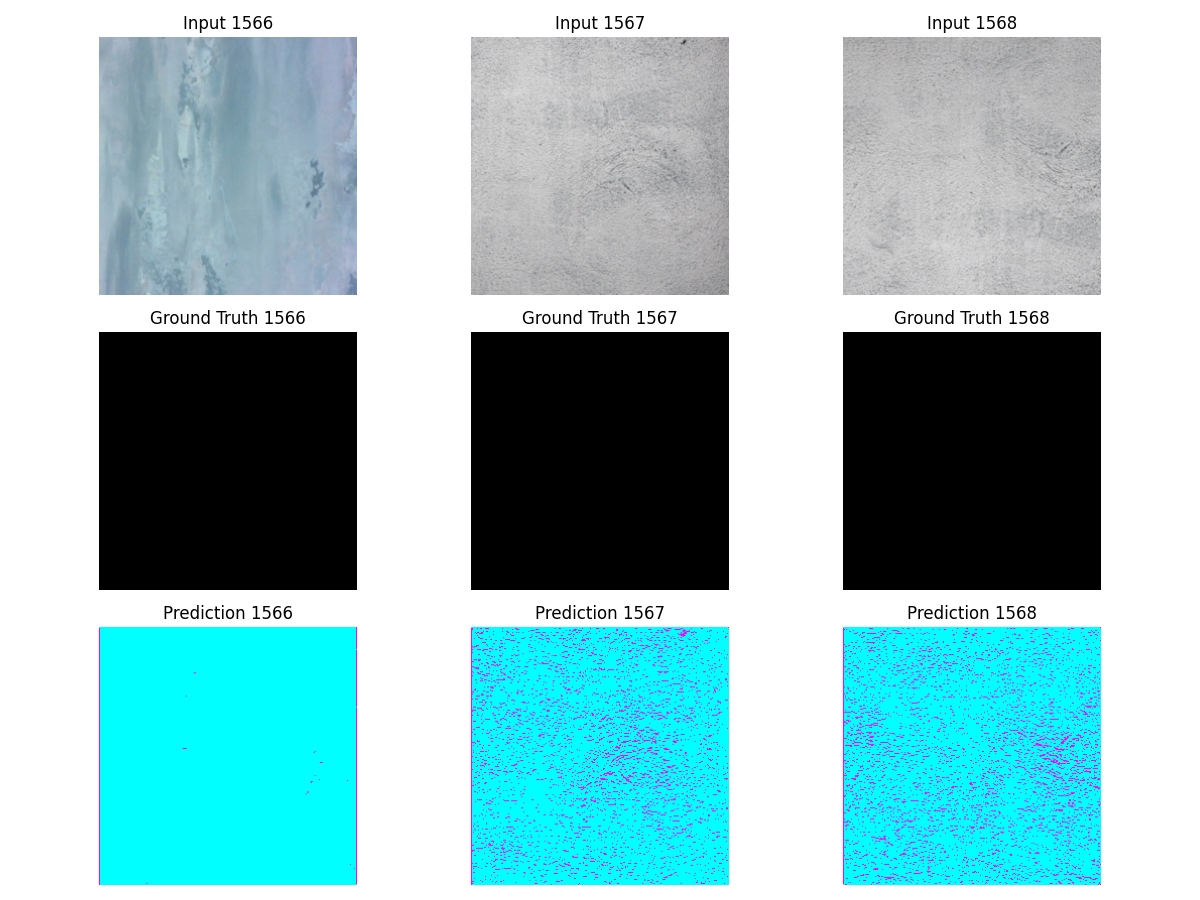 Input 1566
Input 1567
Input 1568
Ground Truth 1566
Ground Truth 1567
Ground Truth 1568
Prediction 1566
Prediction 1567
Prediction 1568